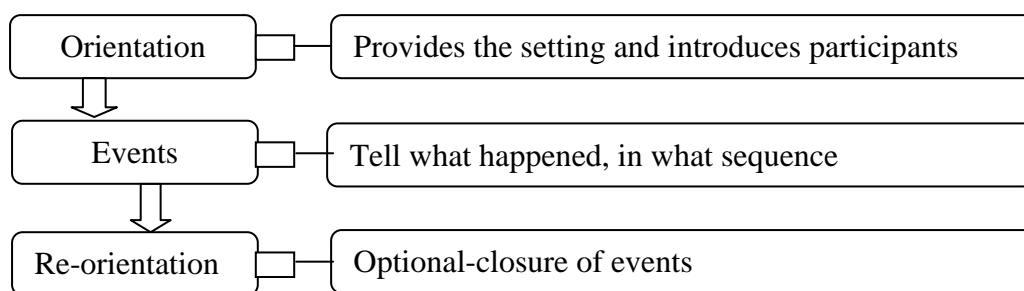 Orientation
Provides the setting and introduces participants
Events
Tell what happened, in what sequence
Re-orientation
Optional-closure of events